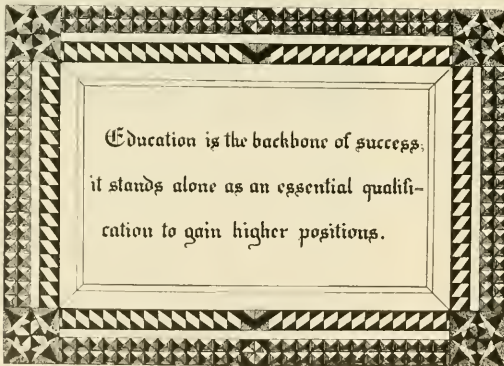 Education is the backbone of success;
it stands alone as an essential qualifi-
cation to gain higher positions.